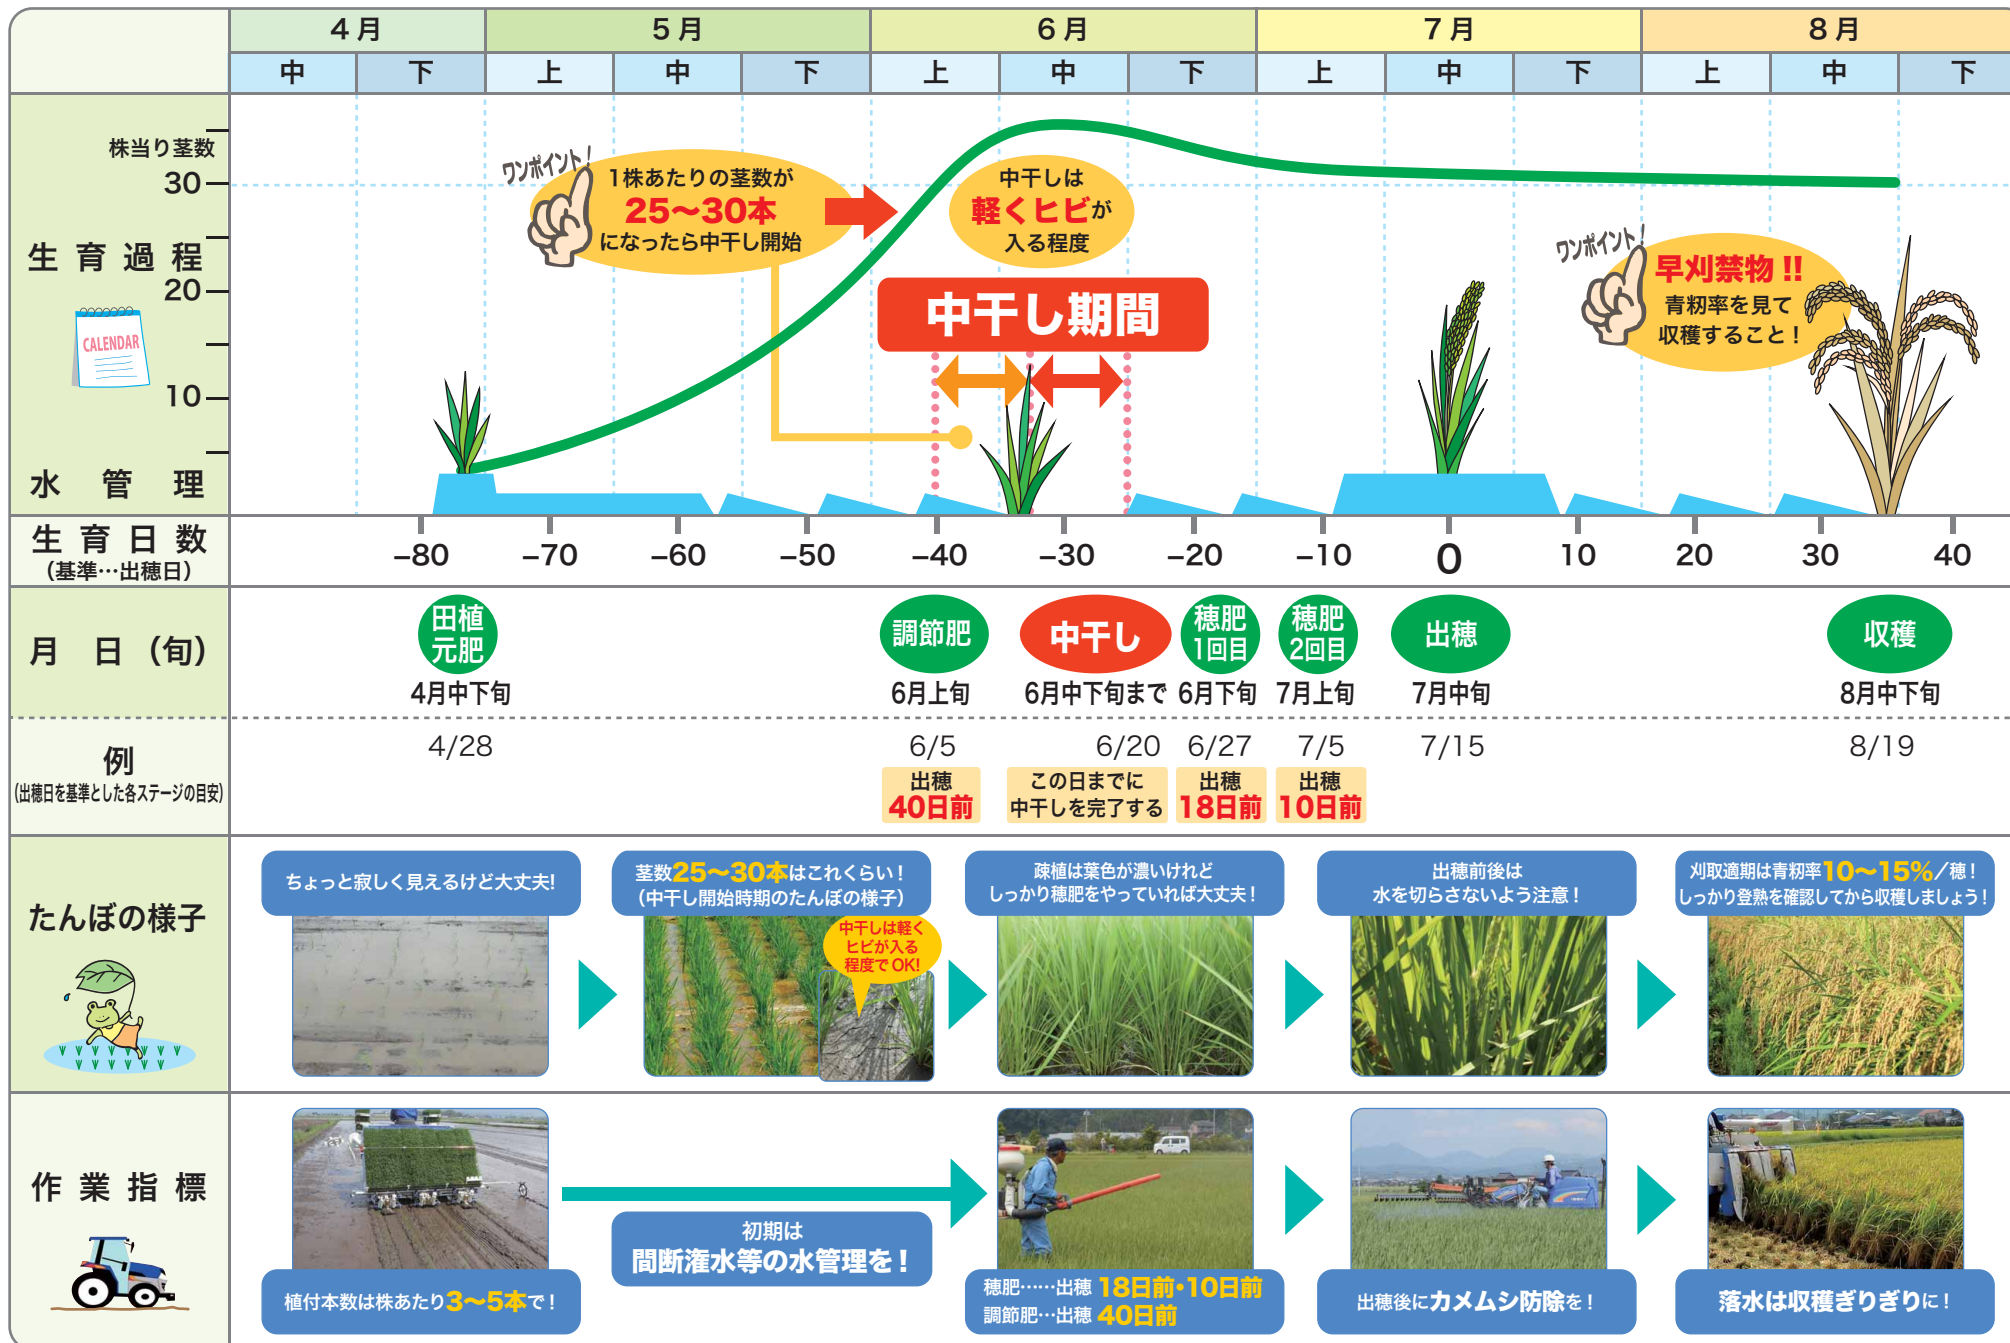 4月 5月 6月 7月 8月
中 下 上 中 下 上 中 下 上 中 下 上 中 下
株当り茎数
30
20
10
生育過程
CALENDAR
水管理
ワンポイント!
1株あたりの茎数が
25〜30本
になったら中干し開始
中干しは
軽くヒビが
入る程度
中干し期間
ワンポイント!
早刈禁物!!
青籾率を見て
収穫すること!
生育日数
(基準…出穂日)
–80 –70 –60 –50 –40 –30 –20 –10 0 10 20 30 40
月日(旬)
田植
元肥
4月中下旬
調節肥
6月上旬
中干し
6月中下旬まで
穂肥
1回目
6月下旬
穂肥
2回目
7月上旬
出穂
7月中旬
収穫
8月中下旬
例
(出穂日を基準とした各ステージの目安)
4/28 6/5 6/20 6/27 7/5 7/15 8/19
出穂
40日前
この日までに
中干しを完了する
出穂
18日前
出穂
10日前
たんぼの様子
ちょっと寂しく見えるけど大丈夫!
茎数25〜30本はこれくらい!
(中干し開始時期のたんぼの様子)
中干しは軽く
ヒビが入る
程度でOK!
疎植は葉色が濃いけれど
しっかり穂肥をやっていれば大丈夫!
出穂前後は
水を切らさないよう注意!
刈取適期は青籾率10〜15%/穂!
しっかり登熟を確認してから収穫しましょう!
作業指標
植付本数は株あたり3〜5本で!
初期は
間断潅水等の水管理を!
穂肥……出穂 18日前・10日前
調節肥…出穂 40日前
出穂後にカメムシ防除を!
落水は収穫ぎりぎりに!